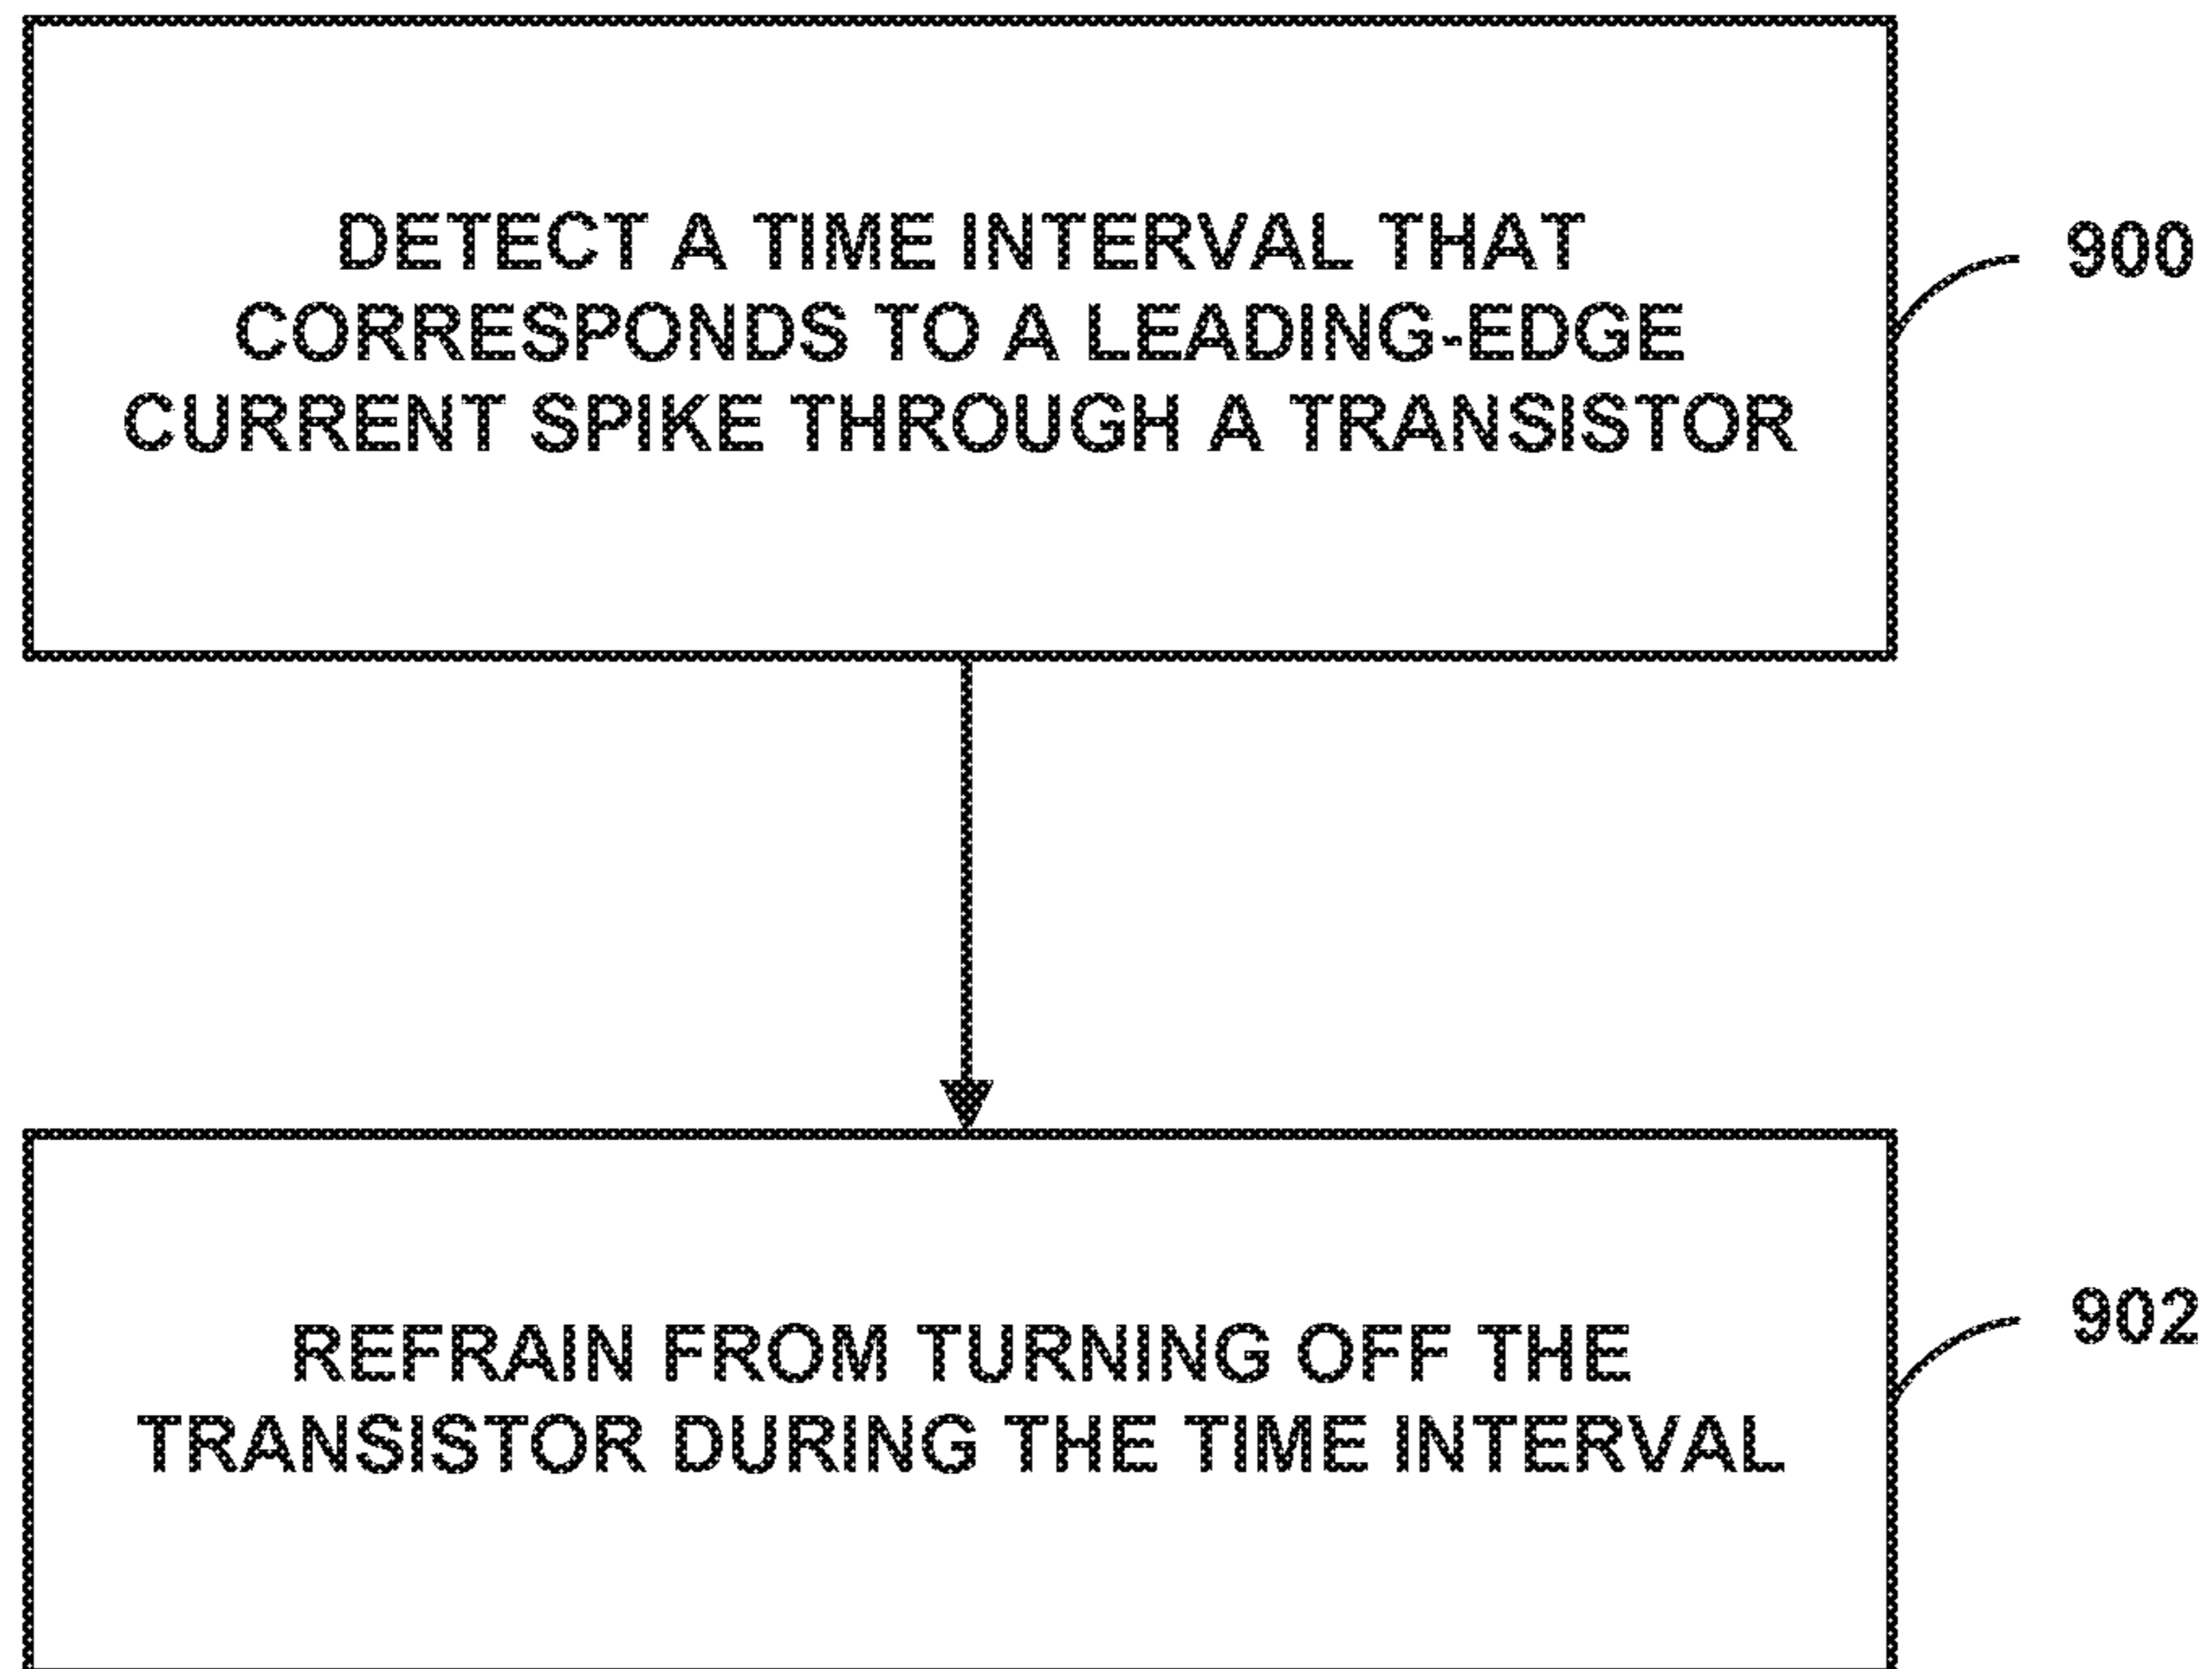 DETECT A TIME INTERVAL THAT
CORRESPONDS TO A LEADING-EDGE
CURRENT SPIKE THROUGH A TRANSISTOR
900
REFRAIN FROM TURNING OFF THE
TRANSISTOR DURING THE TIME INTERVAL
902